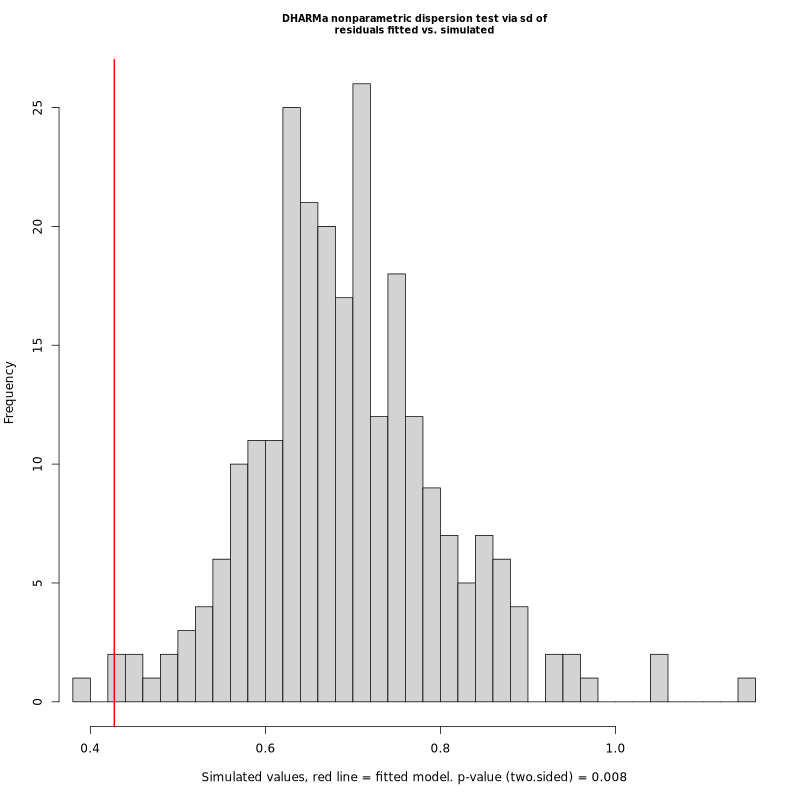 DHARMa nonparametric dispersion test via sd of
residuals fitted vs. simulated
Frequency
25
20
15
10
5
0
0.4 0.6 0.8 1.0
Simulated values, red line = fitted model. p-value (two.sided) = 0.008